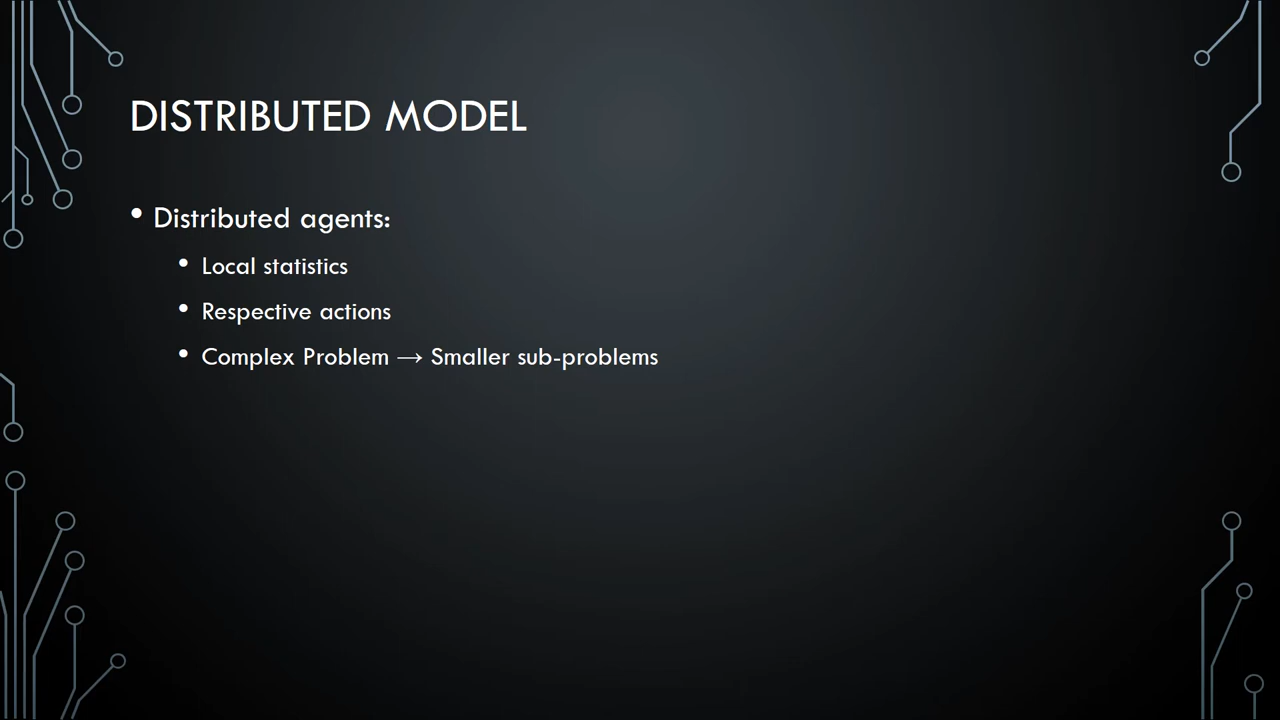 DISTRIBUTED MODEL
• Distributed agents:
• Local statistics
• Respective actions
• Complex Problem → Smaller sub-problems